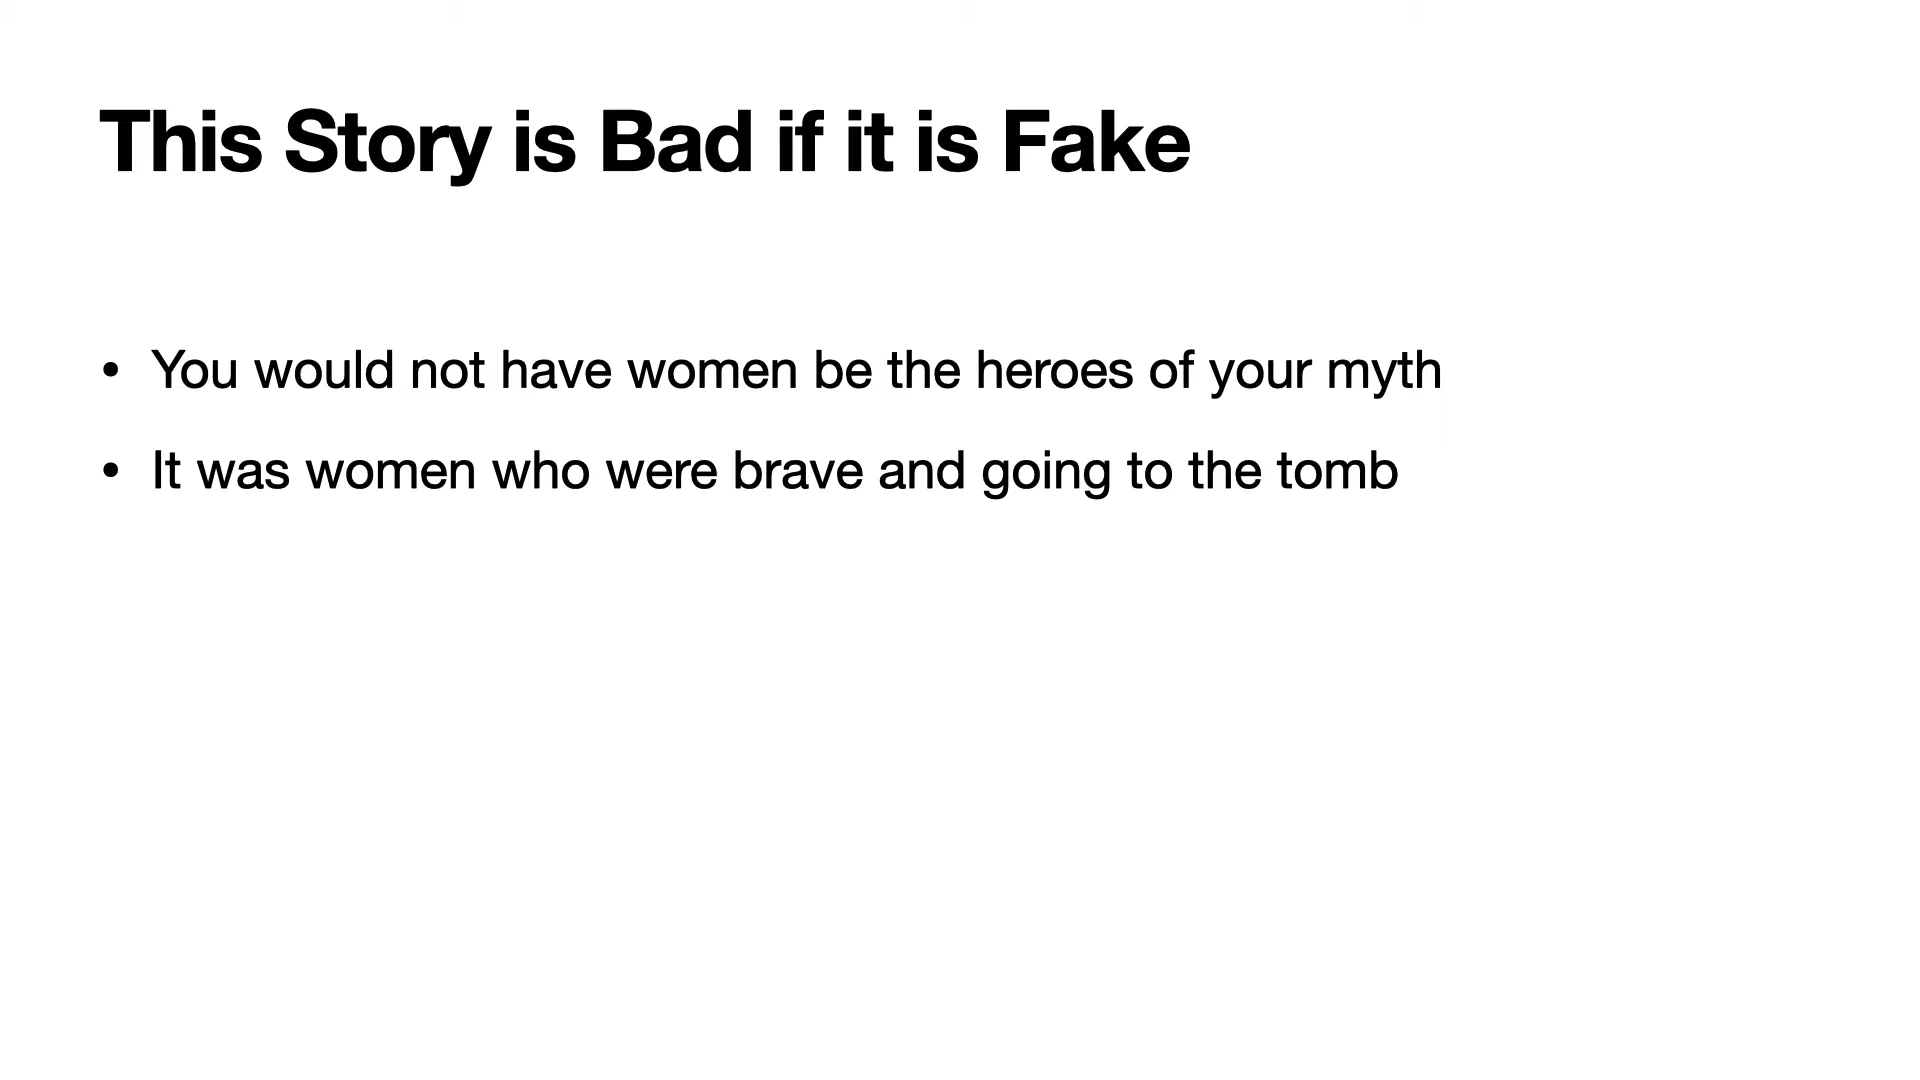 This Story is Bad if it is Fake
• You would not have women be the heroes of your myth
• It was women who were brave and going to the tomb